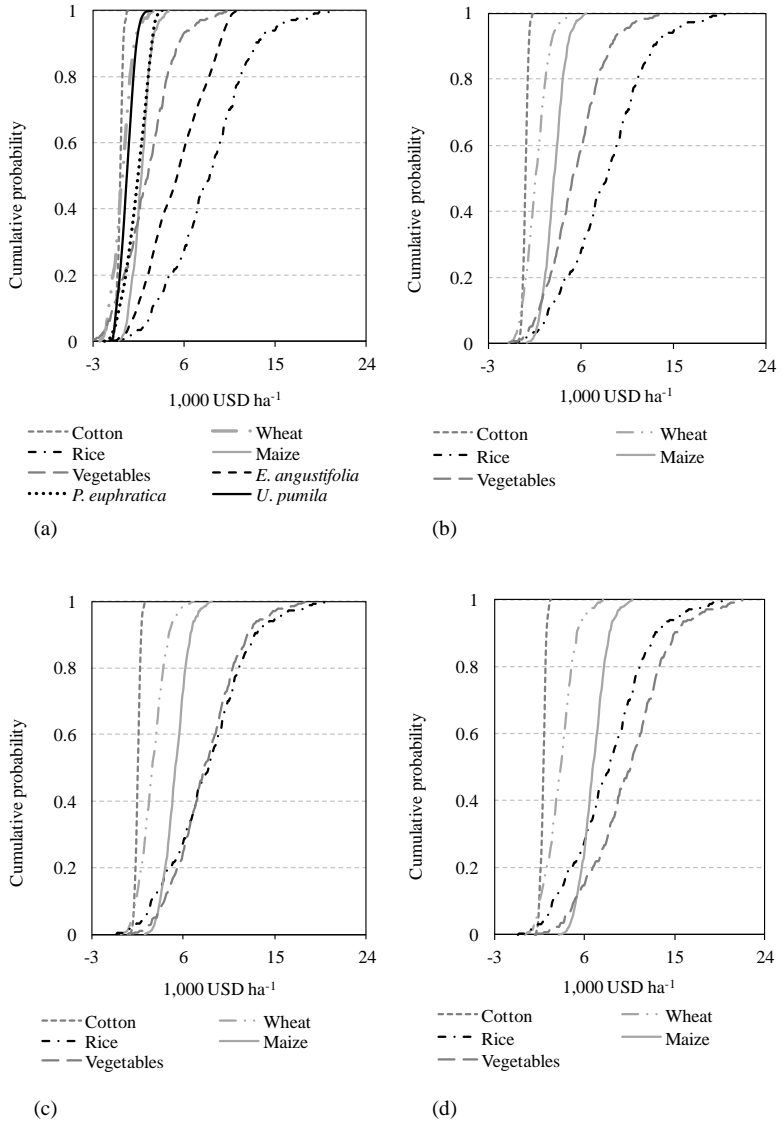 1
0.8
0.6
0.4
0.2
0
Cumulative probability
-3 6 15 24
1,000 USD ha⁻¹
Cotton Wheat
Rice Maize
Vegetables E. angustifolia
P. euphratica U. pumila
(a)
1
0.8
0.6
0.4
0.2
0
Cumulative probability
-3 6 15 24
1,000 USD ha⁻¹
Cotton Wheat
Rice Maize
Vegetables
(b)
1
0.8
0.6
0.4
0.2
0
Cumulative probability
-3 6 15 24
1,000 USD ha⁻¹
Cotton Wheat
Rice Maize
Vegetables
(c)
1
0.8
0.6
0.4
0.2
0
Cumulative probability
-3 6 15 24
1,000 USD ha⁻¹
Cotton Wheat
Rice Maize
Vegetables
(d)